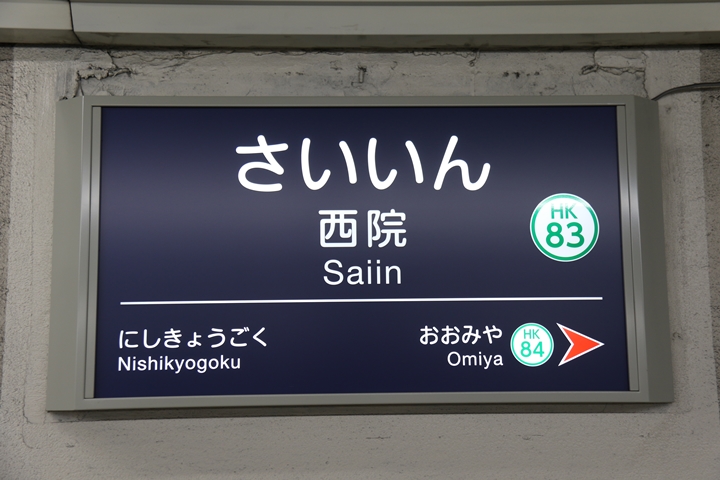 さいいん
西院
Saiin
HK
83
にしきょうごく
Nishikyogoku
おおみや
Omiya
HK
84